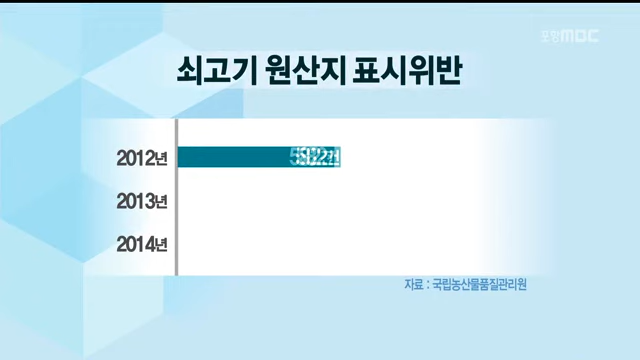 포항MBC
쇠고기 원산지 표시위반
2012년
2013년
2014년
자료 : 국립농산물품질관리원